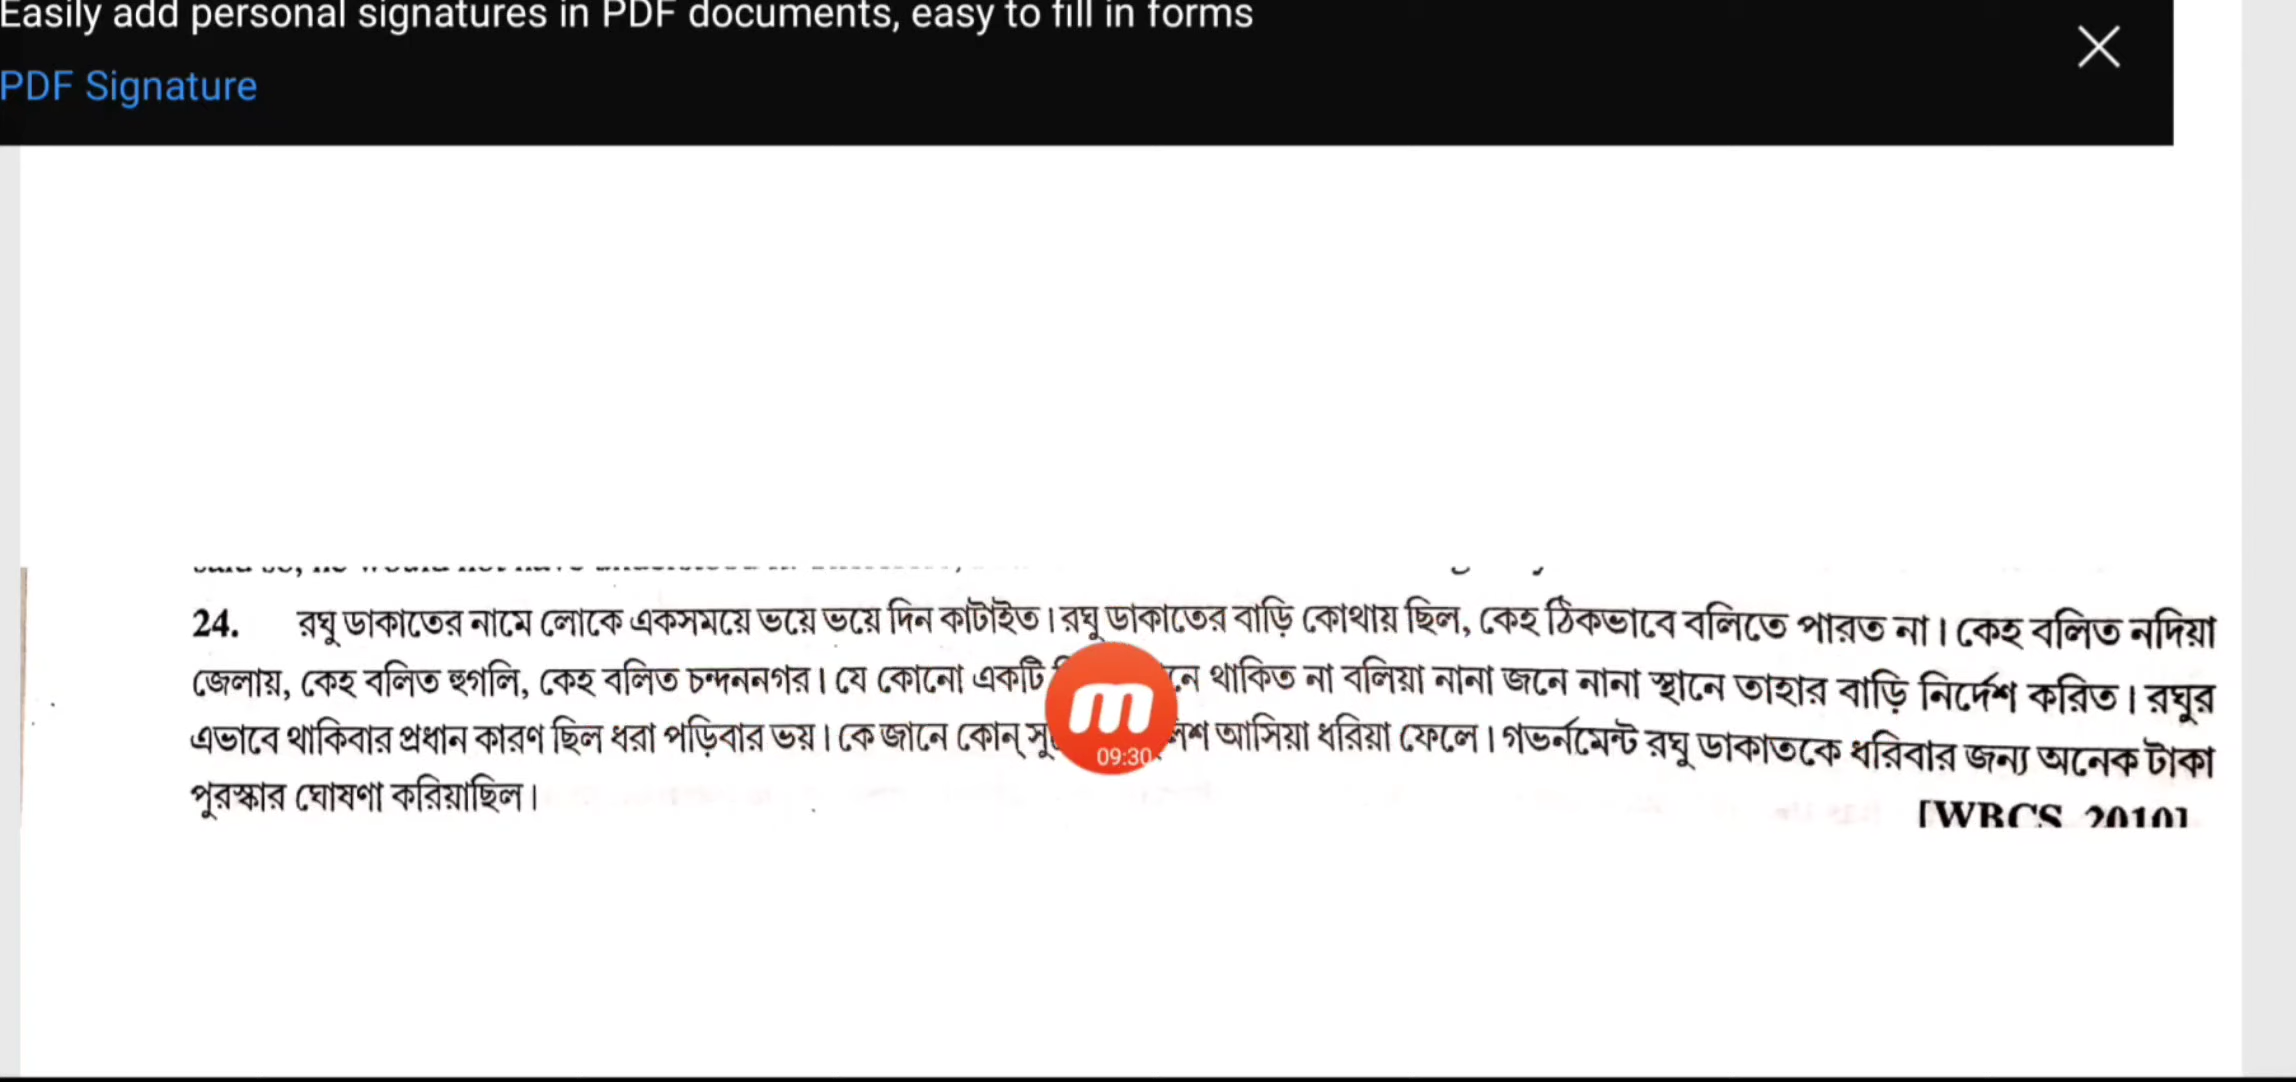 Easily add personal signatures in PDF documents, easy to fill in forms
PDF Signature
24. রঘু ডাকাতের নামে লোকে একসময়ে ভয়ে ভয়ে দিন কাটাইত। রঘু ডাকাতের বাড়ি কোথায় ছিল, কেহ ঠিকভাবে বলিতে পারত না। কেহ বলিত নদিয়া
জেলায়, কেহ বলিত হুগলি, কেহ বলিত চন্দননগর। যে কোনো একটি থাকিত না বলিয়া নানা জনে নানা স্থানে তাহার বাড়ি নির্দেশ করিত। রঘুর
এভাবে থাকিবার প্রধান কারণ ছিল ধরা পড়িবার ভয়। কে জানে কোন্ আসিয়া ধরিয়া ফেলে। গভর্নমেন্ট রঘু ডাকাতকে ধরিবার জন্য অনেক টাকা
পুরস্কার ঘোষণা করিয়াছিল।
[WBCS 2010]
09:30